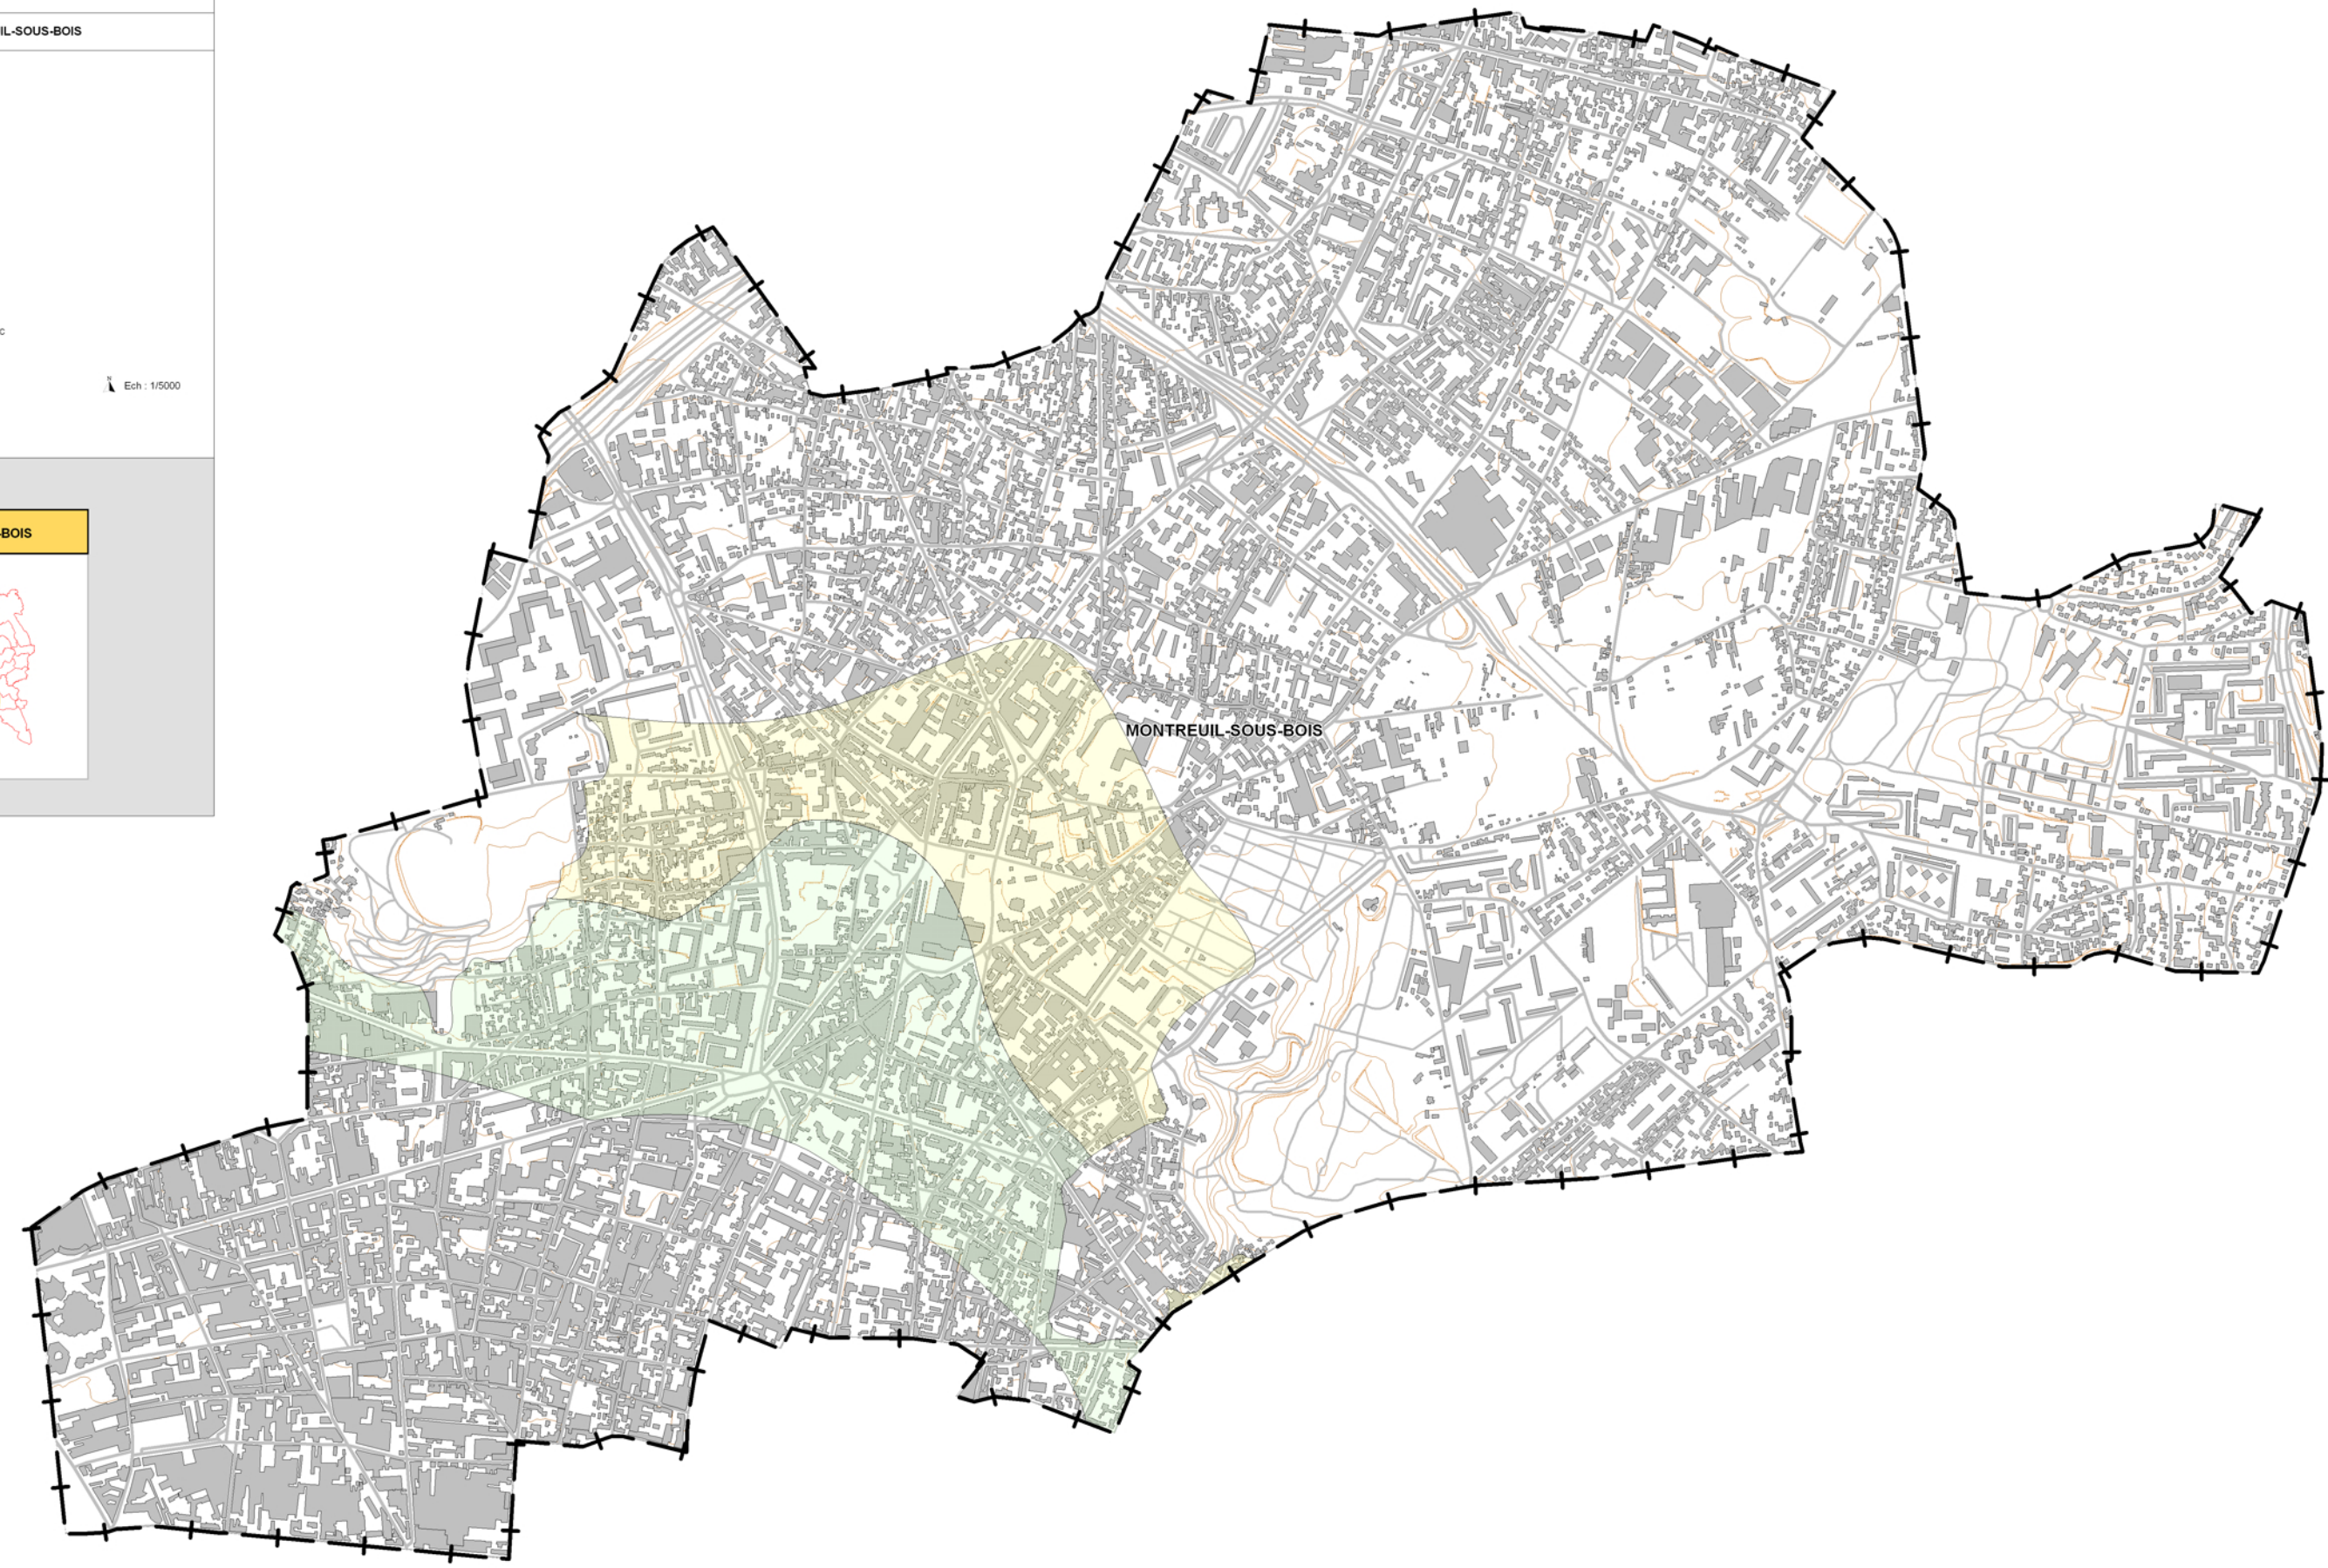 IL-SOUS-BOIS
c
N
Ech : 1/5000
-BOIS
MONTREUIL-SOUS-BOIS